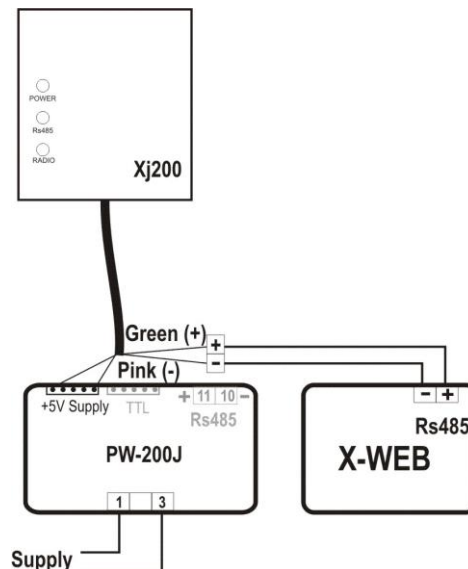 POWER
Rs485
RADIO
Xj200
Green (+)
+
-
Pink (-)
+5V Supply
TTL
+ 11 10 -
Rs485
PW-200J
1 3
- +
Rs485
X-WEB
Supply